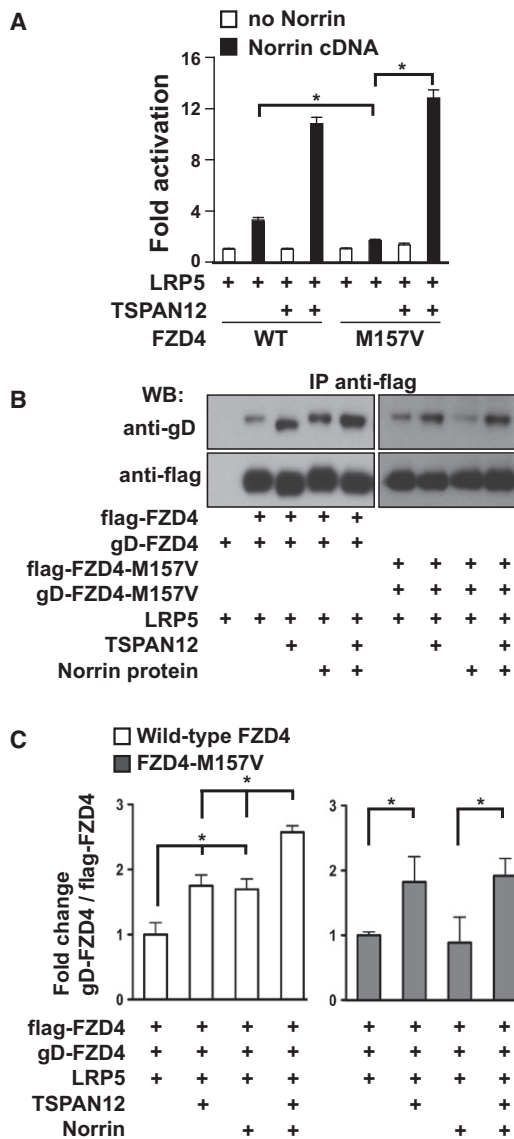 A
no Norrin
Norrin cDNA
Fold activation
16
12
8
4
0
*
*
LRP5 + + + + + + + +
TSPAN12 + + + +
FZD4 WT M157V
B
IP anti-flag
WB:
anti-gD
anti-flag
flag-FZD4 + + + +
gD-FZD4 + + + + +
flag-FZD4-M157V + + + +
gD-FZD4-M157V + + + +
LRP5 + + + + + + + + +
TSPAN12 + + + +
Norrin protein + + + +
C
Wild-type FZD4
FZD4-M157V
Fold change
gD-FZD4 / flag-FZD4
3
2
1
0
*
*
3
2
1
0
*
*
flag-FZD4 + + + + + + + +
gD-FZD4 + + + + + + + +
LRP5 + + + + + + + +
TSPAN12 + + + +
Norrin + + + +